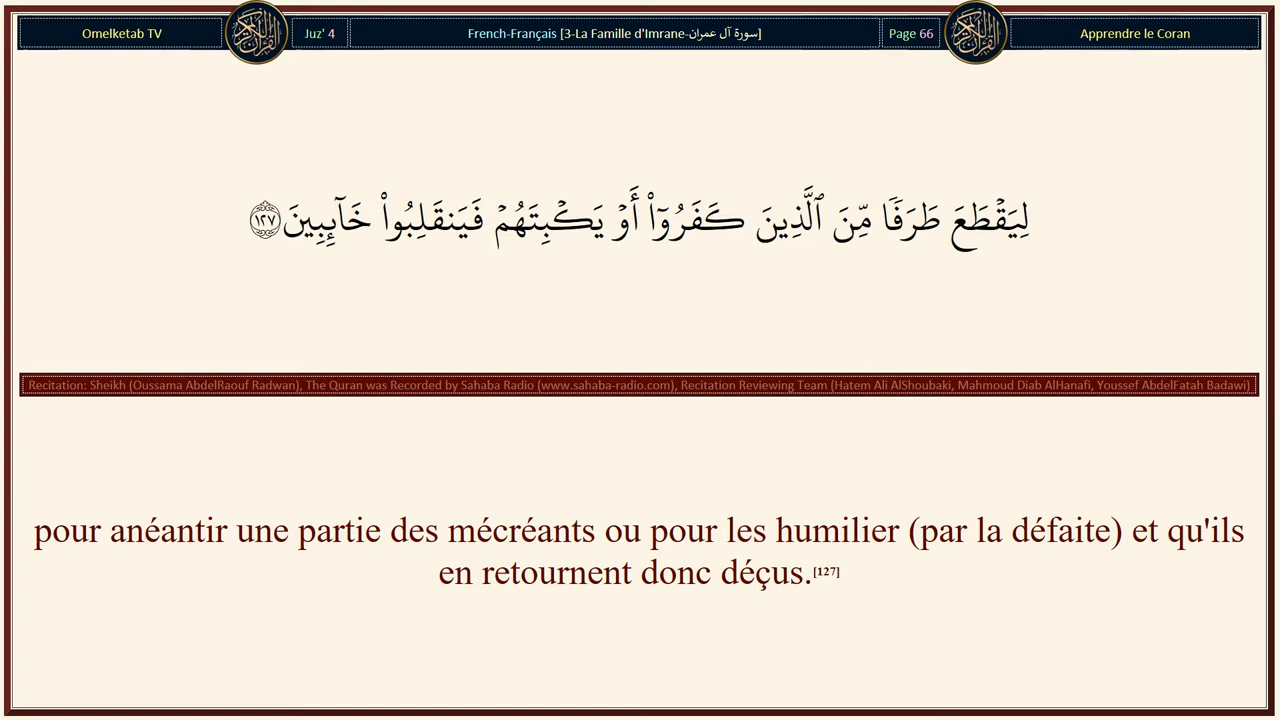 Omelketab TV
Juz' 4
French-Français [3-La Famille d'Imrane-سورة آل عمران]
Page 66
Apprendre le Coran
لِيَقْطَعَ طَرَفًا مِّنَ ٱلَّذِينَ كَفَرُوٓا۟ أَوْ يَكْبِتَهُمْ فَيَنقَلِبُوا۟ خَآئِبِينَ ١٢٧
Recitation: Sheikh (Oussama AbdelRaouf Radwan), The Quran was Recorded by Sahaba Radio (www.sahaba-radio.com), Recitation Reviewing Team (Hatem Ali AlShoubaki, Mahmoud Diab AlHanafi, Youssef AbdelFatah Badawi)
pour anéantir une partie des mécréants ou pour les humilier (par la défaite) et qu'ils
en retournent donc déçus.[127]